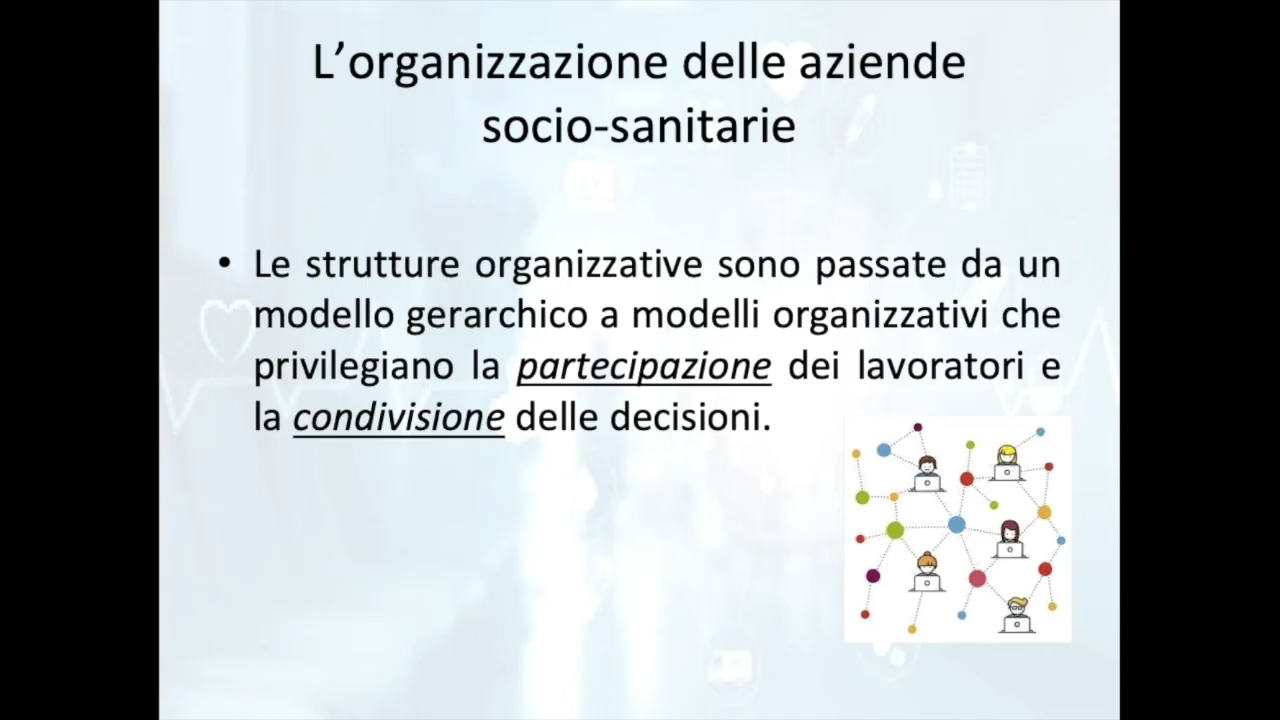 L’organizzazione delle aziende
socio-sanitarie
• Le strutture organizzative sono passate da un
modello gerarchico a modelli organizzativi che
privilegiano la partecipazione dei lavoratori e
la condivisione delle decisioni.